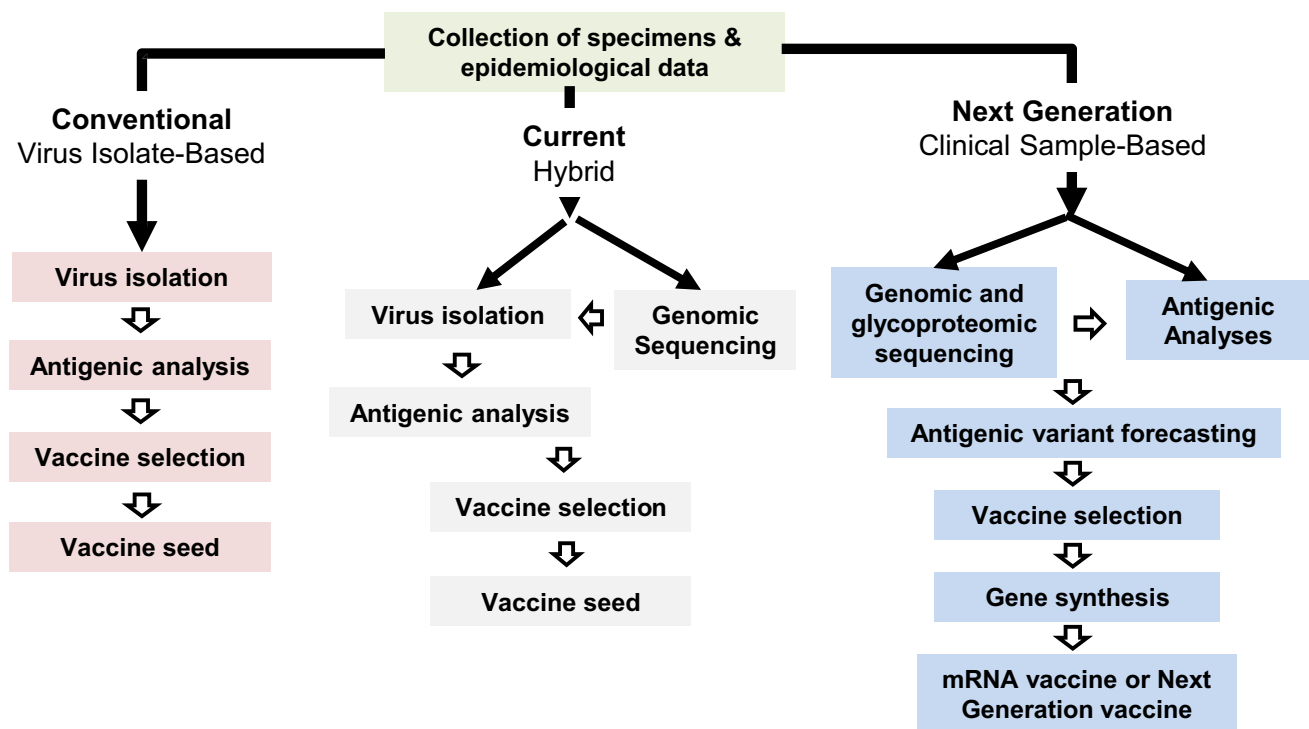 Collection of specimens &
epidemiological data
Conventional
Virus Isolate-Based
Virus isolation
Antigenic analysis
Vaccine selection
Vaccine seed
Current
Hybrid
Virus isolation
Genomic
Sequencing
Antigenic analysis
Vaccine selection
Vaccine seed
Next Generation
Clinical Sample-Based
Genomic and
glycoproteomic
sequencing
Antigenic
Analyses
Antigenic variant forecasting
Vaccine selection
Gene synthesis
mRNA vaccine or Next
Generation vaccine